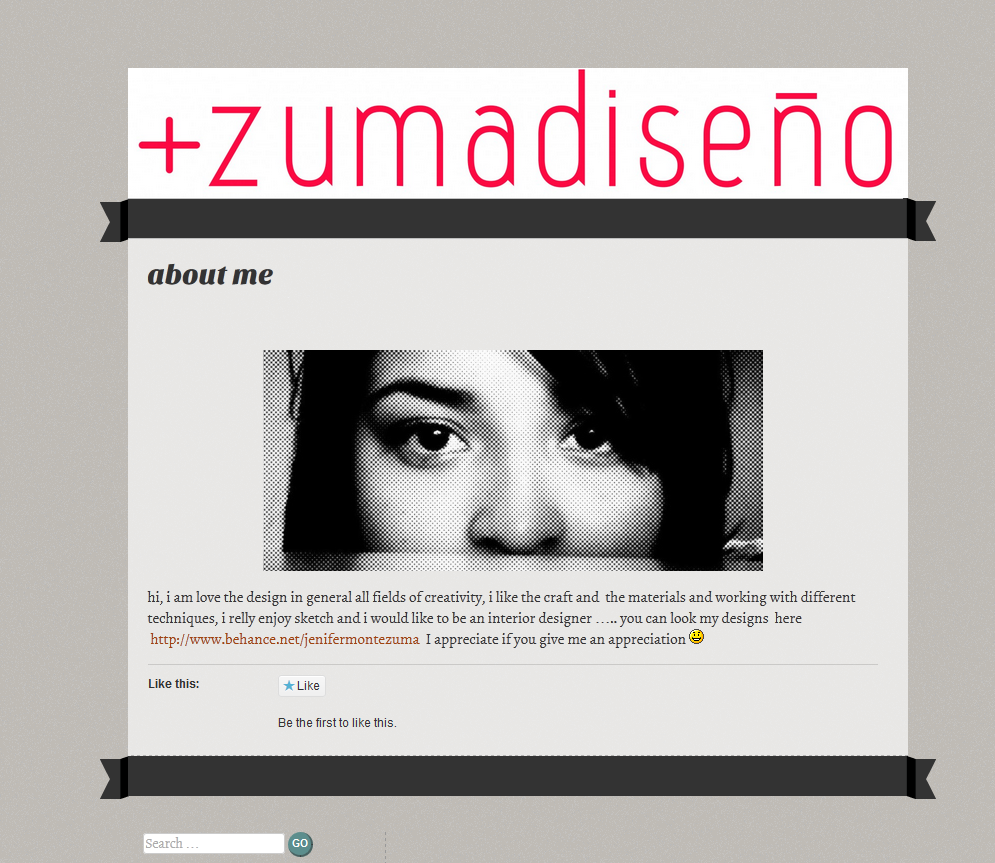 +zumadiseño
about me
hi, i am love the design in general all fields of creativity, i like the craft and  the materials and working with different
techniques, i relly enjoy sketch and i would like to be an interior designer ….. you can look my designs  here
http://www.behance.net/jenifermontezuma  I appreciate if you give me an appreciation
Like this:
Like
Be the first to like this.
Search …
GO